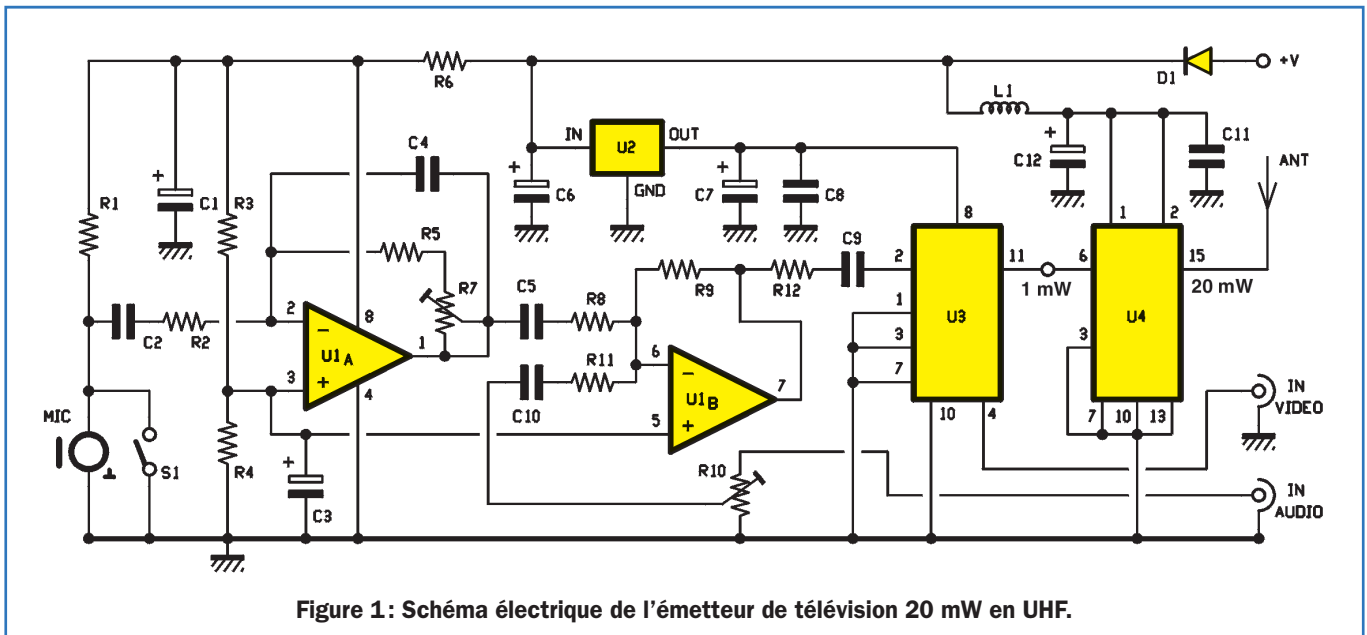 R6
D1
+V
L1
C4
IN
U2
OUT
GND
C12
+
C11
ANT
R1
+
C1
R3
+
C6
+
C7
C8
R5
R7
C5
R8
R9
R12
C9
8
2
11
1 mW
6
1
2
15
20 mW
C2
R2
2
−
U1A
8
1
3
+
4
1
3
7
U3
3
U4
R11
C10
6
−
U1B
7
5
+
10
4
7
10
13
IN
VIDEO
MIC
S1
R4
+
C3
R10
IN
AUDIO
Figure 1: Schéma électrique de l'émetteur de télévision 20 mW en UHF.